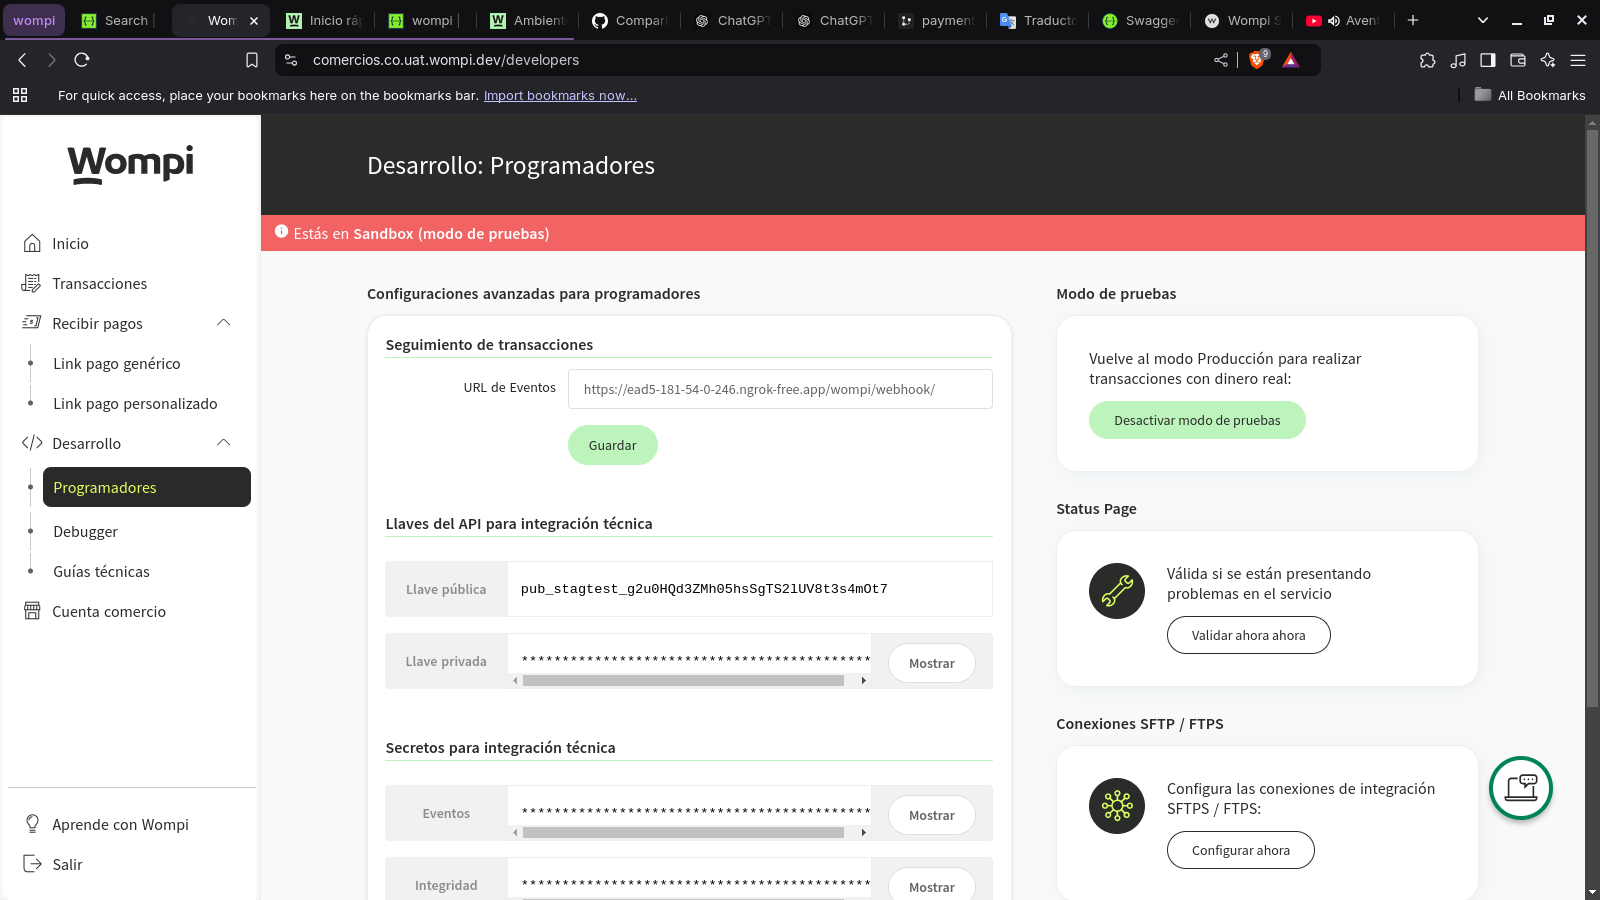 wompi
Search
Wom
Inicio rá
wompi
Ambient
Compari
ChatGPT
ChatGPT
payment
Traducto
Swagger
Wompi S
Avent
comercios.co.uat.wompi.dev/developers
9
For quick access, place your bookmarks here on the bookmarks bar. Import bookmarks now...
All Bookmarks
Wompi
Inicio
Transacciones
Recibir pagos
Link pago genérico
Link pago personalizado
Desarrollo
Programadores
Debugger
Guías técnicas
Cuenta comercio
Aprende con Wompi
Salir
Desarrollo: Programadores
Estás en Sandbox (modo de pruebas)
Configuraciones avanzadas para programadores
Seguimiento de transacciones
URL de Eventos
https://ead5-181-54-0-246.ngrok-free.app/wompi/webhook/
Guardar
Llaves del API para integración técnica
Llave pública
pub_stagtest_g2u0HQd3ZMh05hsSgTS2lUV8t3s4mOt7
Llave privada
*******************************************
Mostrar
Secretos para integración técnica
Eventos
*******************************************
Mostrar
Integridad
*******************************************
Mostrar
Modo de pruebas
Vuelve al modo Producción para realizar
transacciones con dinero real:
Desactivar modo de pruebas
Status Page
Válida si se están presentando
problemas en el servicio
Validar ahora ahora
Conexiones SFTP / FTPS
Configura las conexiones de integración
SFTPS / FTPS:
Configurar ahora